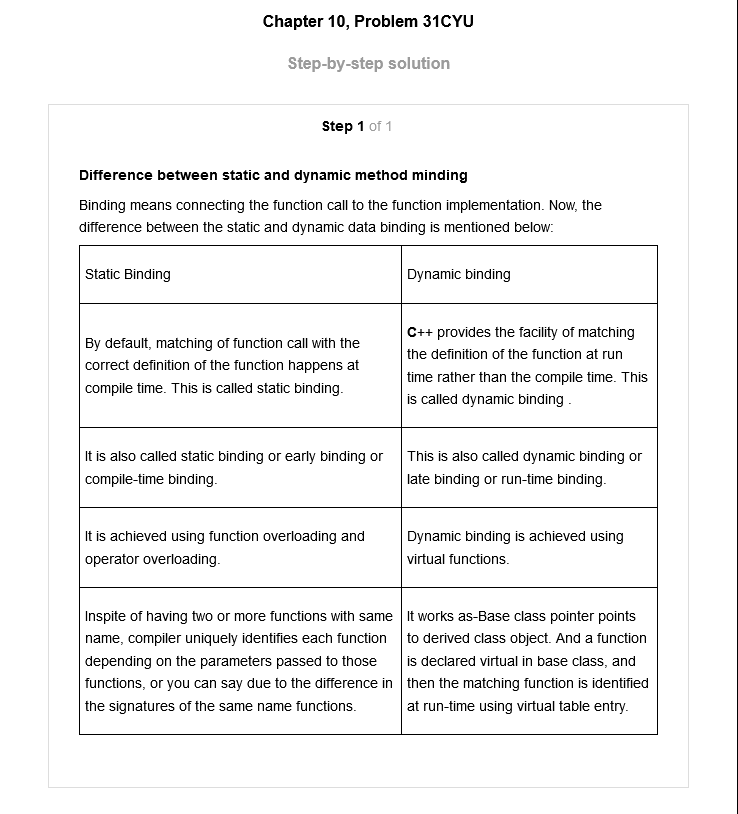 Chapter 10, Problem 31CYU
Step-by-step solution
Step 1 of 1
Difference between static and dynamic method minding
Binding means connecting the function call to the function implementation. Now, the
difference between the static and dynamic data binding is mentioned below:
Static Binding
Dynamic binding
By default, matching of function call with the
correct definition of the function happens at
compile time. This is called static binding.
C++ provides the facility of matching
the definition of the function at run
time rather than the compile time. This
is called dynamic binding .
It is also called static binding or early binding or
compile-time binding.
This is also called dynamic binding or
late binding or run-time binding.
It is achieved using function overloading and
operator overloading.
Dynamic binding is achieved using
virtual functions.
Inspite of having two or more functions with same
name, compiler uniquely identifies each function
depending on the parameters passed to those
functions, or you can say due to the difference in
the signatures of the same name functions.
It works as-Base class pointer points
to derived class object. And a function
is declared virtual in base class, and
then the matching function is identified
at run-time using virtual table entry.